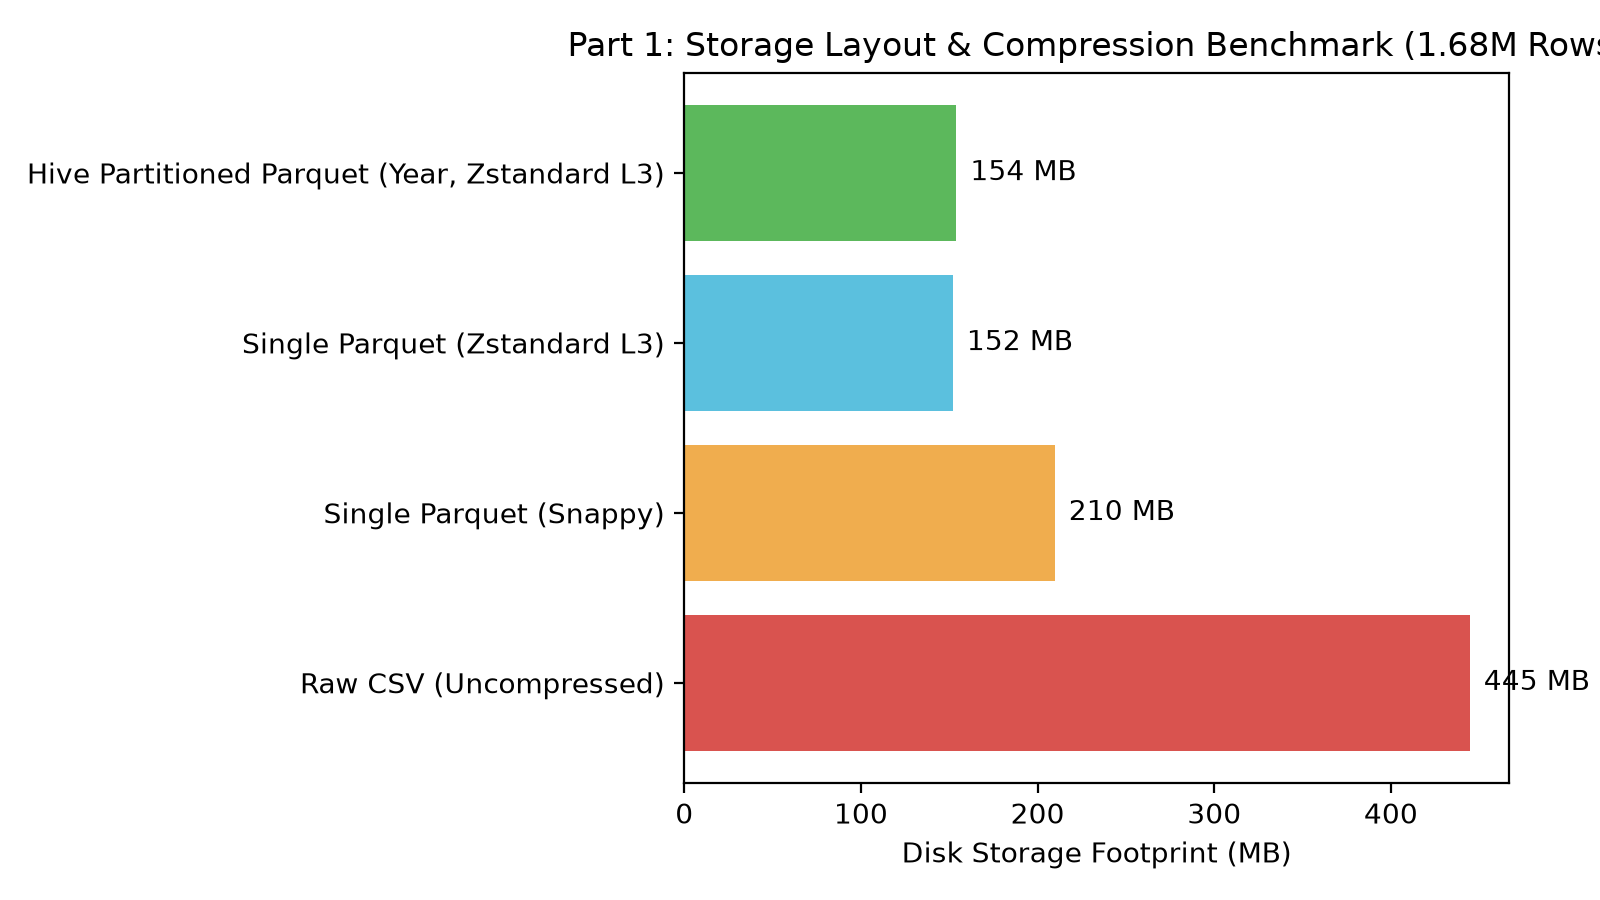 Part 1: Storage Layout & Compression Benchmark (1.68M Rows
Hive Partitioned Parquet (Year, Zstandard L3)
154 MB
Single Parquet (Zstandard L3)
152 MB
Single Parquet (Snappy)
210 MB
Raw CSV (Uncompressed)
445 MB
0 100 200 300 400
Disk Storage Footprint (MB)